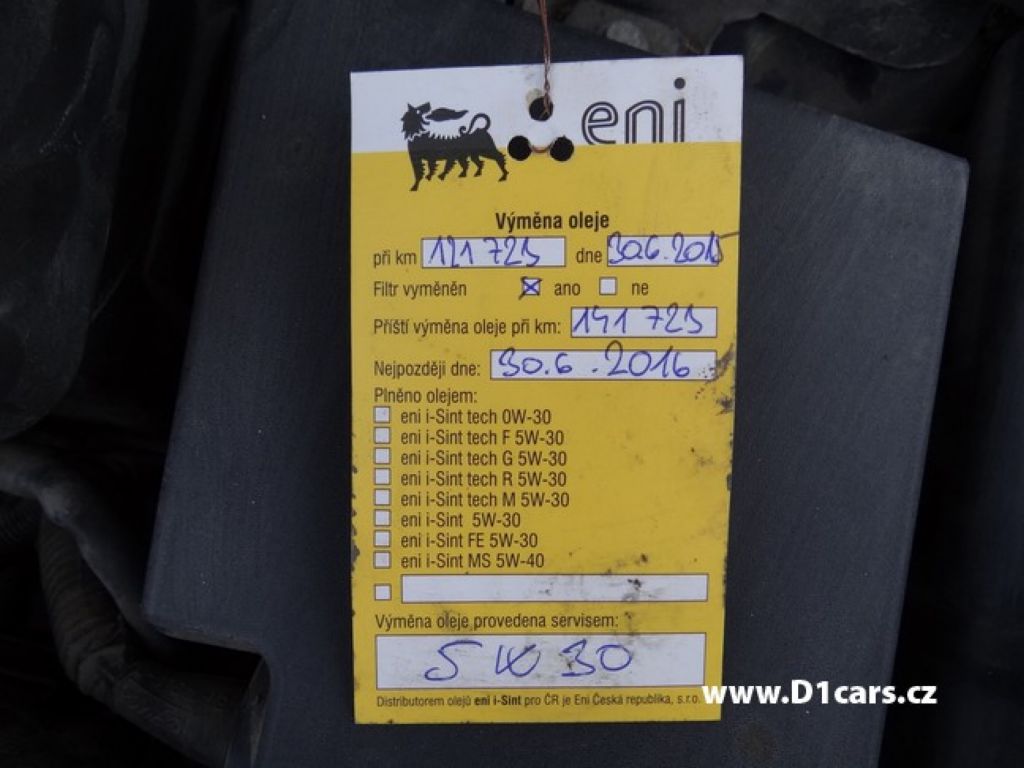 eni
Výměna oleje
při km 121 723 dne 30.6.2015
Filtr vyměněn ano ne
Příští výměna oleje při km: 141 723
Nejpozději dne: 30.6.2016
Plněno olejem:
eni i-Sint tech 0W-30
eni i-Sint tech F 5W-30
eni i-Sint tech G 5W-30
eni i-Sint tech R 5W-30
eni i-Sint tech M 5W-30
eni i-Sint 5W-30
eni i-Sint FE 5W-30
eni i-Sint MS 5W-40
Výměna oleje provedena servisem:
5 W 30
Distributorem olejů eni i-Sint pro ČR je Eni Česká republika, s.r.o.
www.D1cars.cz